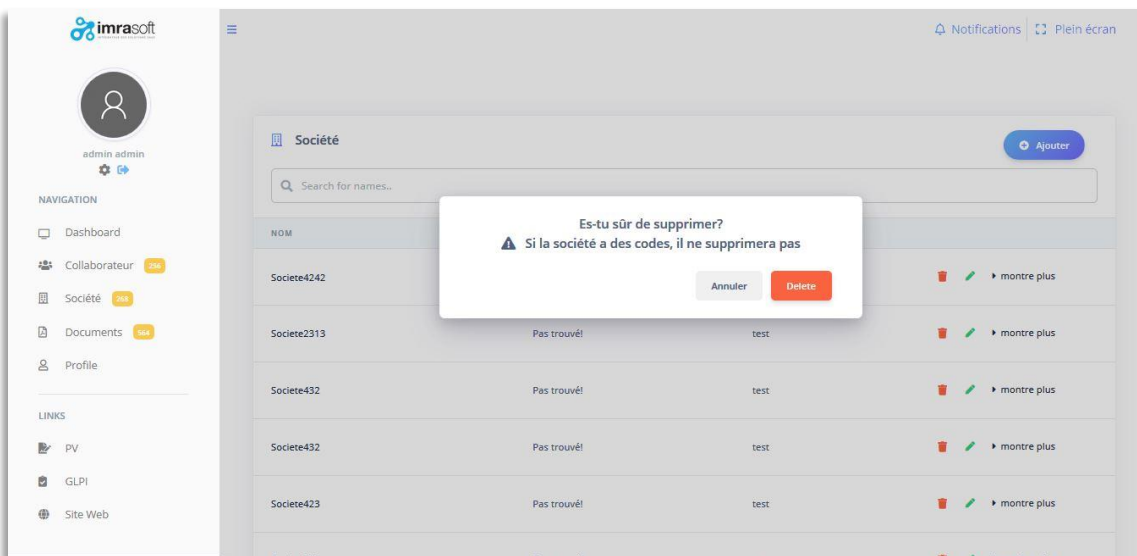 imrasoft
Notifications
Plein écran
admin admin
NAVIGATION
Dashboard
Collaborateur 256
Société 268
Documents 564
Profile
LINKS
PV
GLPI
Site Web
Société
Ajouter
Search for names..
NOM
Es-tu sûr de supprimer?
Si la société a des codes, il ne supprimera pas
Annuler Delete
Societe4242 montre plus
Societe2313 Pas trouvé! test montre plus
Societe432 Pas trouvé! test montre plus
Societe432 Pas trouvé! test montre plus
Societe423 Pas trouvé! test montre plus